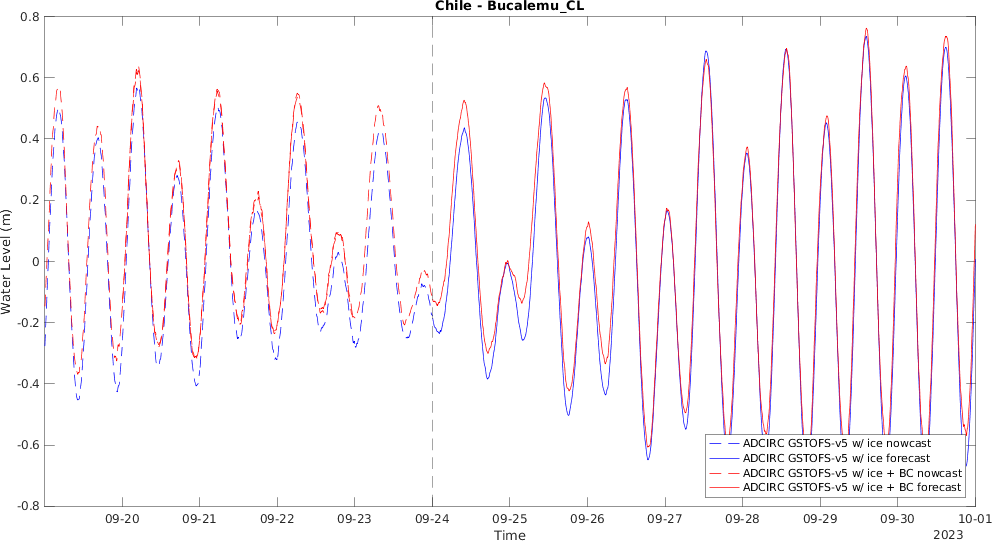 Chile - Bucalemu_CL
Water Level (m)
0.8
0.6
0.4
0.2
0
-0.2
-0.4
-0.6
-0.8
ADCIRC GSTOFS-v5 w/ ice nowcast
ADCIRC GSTOFS-v5 w/ ice forecast
ADCIRC GSTOFS-v5 w/ ice + BC nowcast
ADCIRC GSTOFS-v5 w/ ice + BC forecast
09-20 09-21 09-22 09-23 09-24 09-25 09-26 09-27 09-28 09-29 09-30 10-01
Time
2023